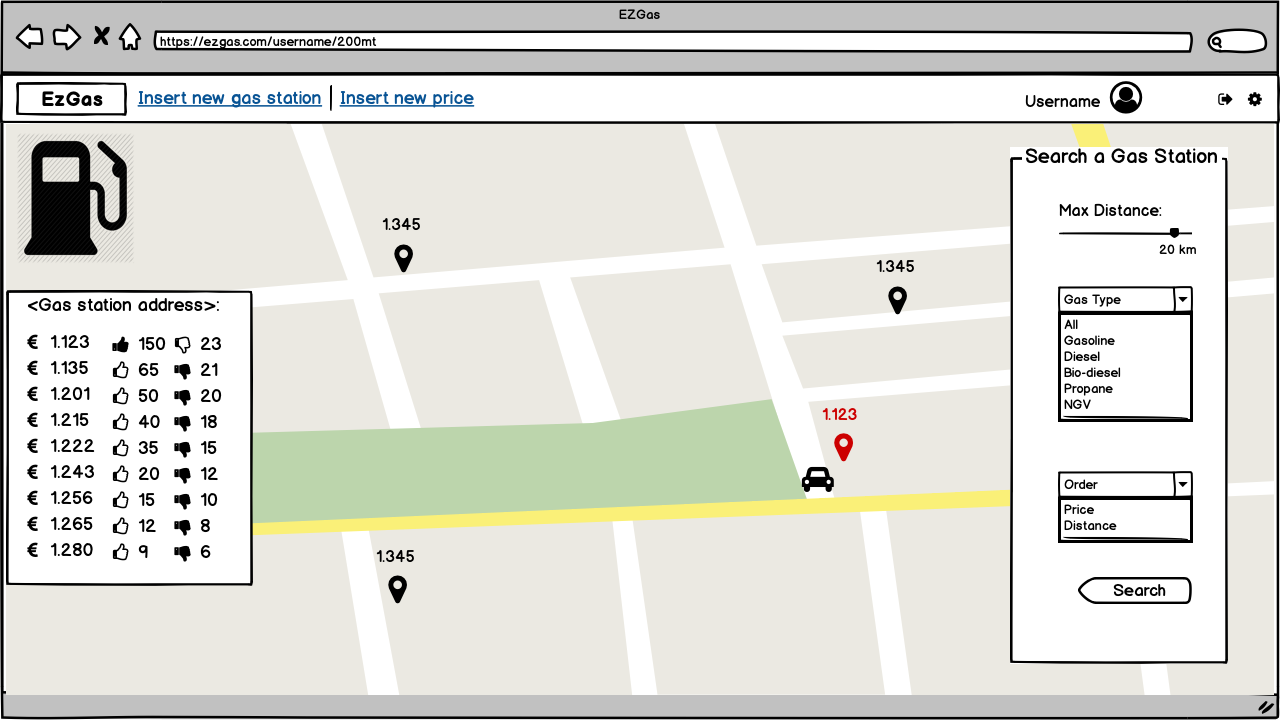 EZGas
https://ezgas.com/username/200mt
EzGas
Insert new gas station
Insert new price
Username
Search a Gas Station
Max Distance:
20 km
Gas Type
All
Gasoline
Diesel
Bio-diesel
Propane
NGV
Order
Price
Distance
Search
1.345
1.345
1.123
1.345
<Gas station address>:
€ 1.123 150 23
€ 1.135 65 21
€ 1.201 50 20
€ 1.215 40 18
€ 1.222 35 15
€ 1.243 20 12
€ 1.256 15 10
€ 1.265 12 8
€ 1.280 9 6